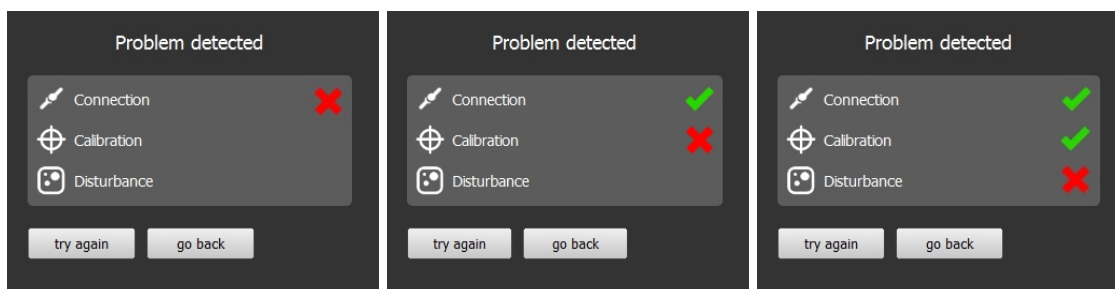 Problem detected
Connection
Calibration
Disturbance
try again go back
Problem detected
Connection
Calibration
Disturbance
try again go back
Problem detected
Connection
Calibration
Disturbance
try again go back